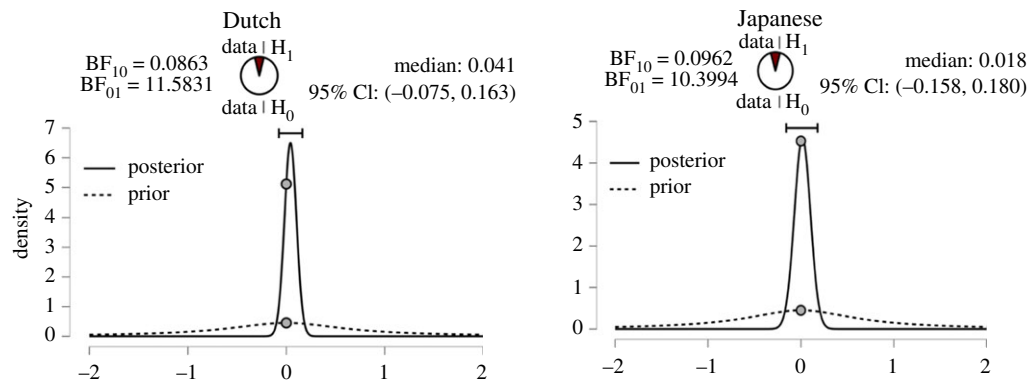 Dutch
data | H1
BF10 = 0.0863
BF01 = 11.5831
median: 0.041
95% Cl: (–0.075, 0.163)
data | H0
7
6
5
4
3
2
1
0
density
posterior
prior
–2
–1
0
1
2
Japanese
data | H1
BF10 = 0.0962
BF01 = 10.3994
median: 0.018
95% Cl: (–0.158, 0.180)
data | H0
5
4
3
2
1
0
posterior
prior
–2
–1
0
1
2